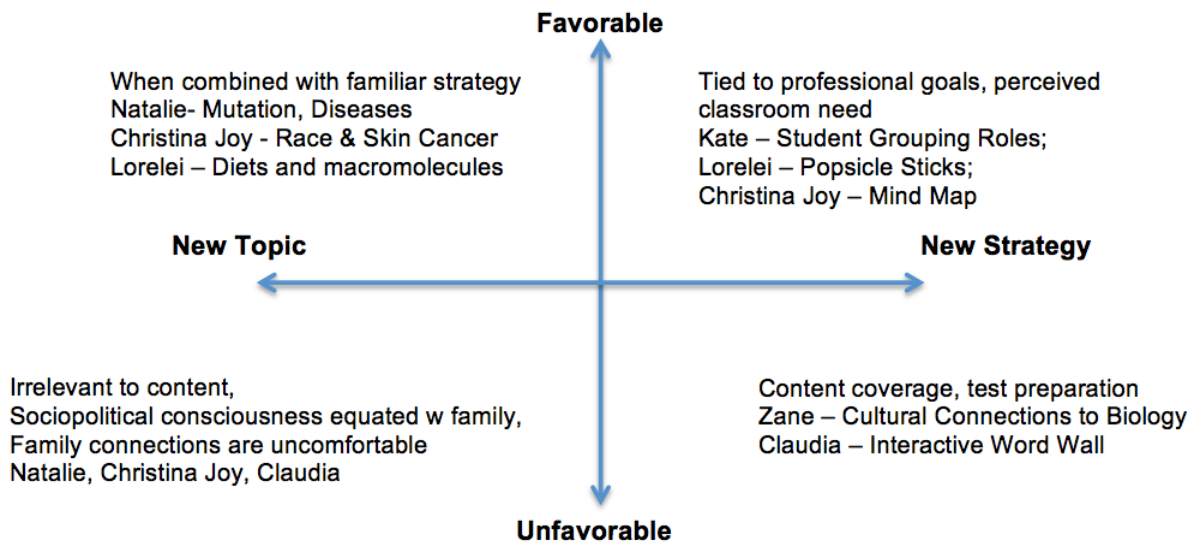 Favorable
When combined with familiar strategy
Natalie- Mutation, Diseases
Christina Joy - Race & Skin Cancer
Lorelei – Diets and macromolecules
Tied to professional goals, perceived
classroom need
Kate – Student Grouping Roles;
Lorelei – Popsicle Sticks;
Christina Joy – Mind Map
New Topic
New Strategy
Irrelevant to content,
Sociopolitical consciousness equated w family,
Family connections are uncomfortable
Natalie, Christina Joy, Claudia
Content coverage, test preparation
Zane – Cultural Connections to Biology
Claudia – Interactive Word Wall
Unfavorable